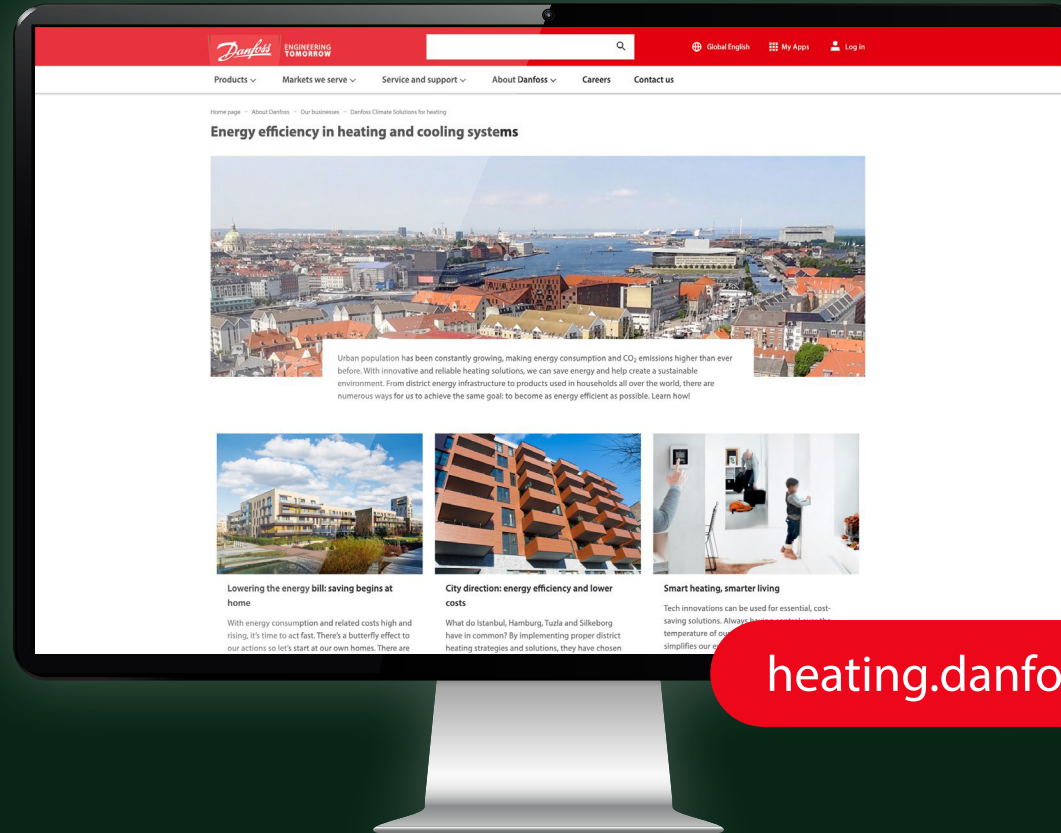 Danfoss ENGINEERING
TOMORROW
Global English My Apps Log in
Products Markets we serve Service and support About Danfoss Careers Contact us
Home page About Danfoss Our businesses Danfoss Climate Solutions for heating
Energy efficiency in heating and cooling systems
Urban population has been constantly growing, making energy consumption and CO₂ emissions higher than ever
before. With innovative and reliable heating solutions, we can save energy and help create a sustainable
environment. From district energy infrastructure to products used in households all over the world, there are
numerous ways for us to achieve the same goal: to become as energy efficient as possible. Learn how!
Lowering the energy bill: saving begins at
home
With energy consumption and related costs high and
rising, it's time to act fast. There's a butterfly effect to
our actions so let's start at our own homes. There are
City direction: energy efficiency and lower
costs
What do Istanbul, Hamburg, Tuzla and Silkeborg
have in common? By implementing proper district
heating strategies and solutions, they have chosen
Smart heating, smarter living
Tech innovations can be used for essential, cost-
saving solutions. Always
temperature of
simplifies our
heating.danfo